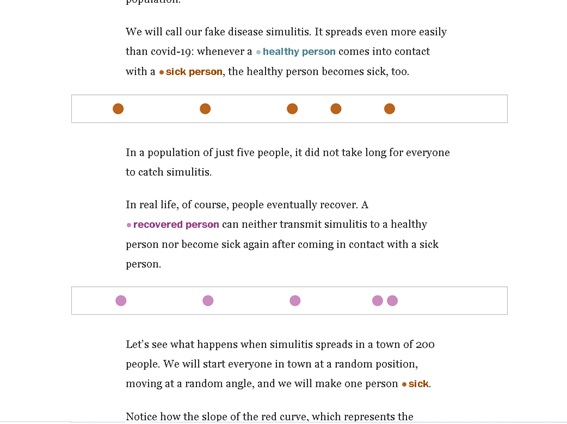 population.
We will call our fake disease simulitis. It spreads even more easily
than covid-19: whenever a healthy person comes into contact
with a sick person, the healthy person becomes sick, too.
In a population of just five people, it did not take long for everyone
to catch simulitis.
In real life, of course, people eventually recover. A
recovered person can neither transmit simulitis to a healthy
person nor become sick again after coming in contact with a sick
person.
Let’s see what happens when simulitis spreads in a town of 200
people. We will start everyone in town at a random position,
moving at a random angle, and we will make one person sick.
Notice how the slope of the red curve, which represents the